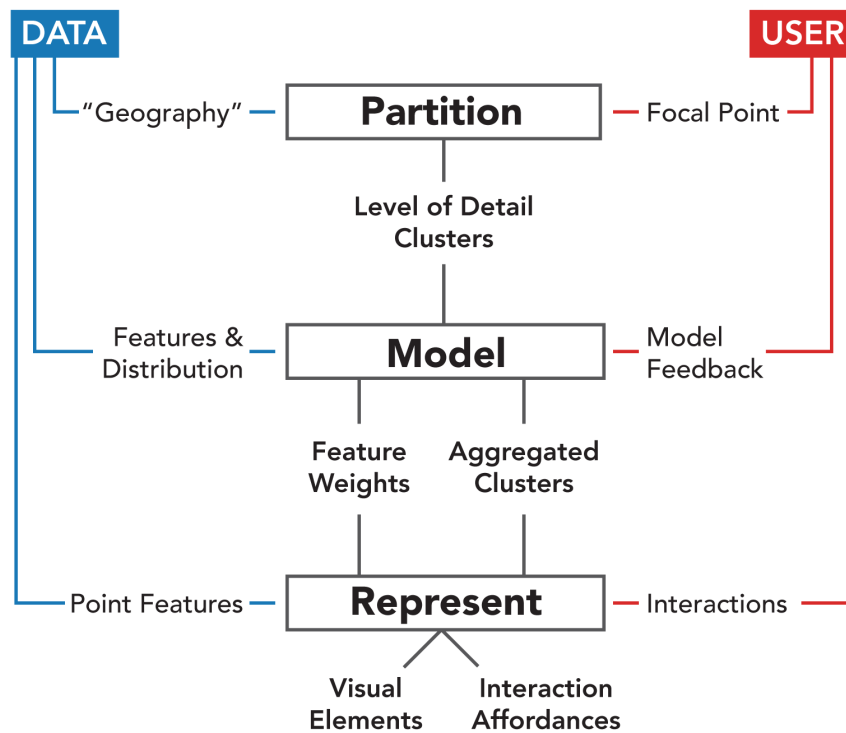 DATA
USER
“Geography”
Partition
Focal Point
Level of Detail
Clusters
Features &
Distribution
Model
Model
Feedback
Feature
Weights
Aggregated
Clusters
Point Features
Represent
Interactions
Visual
Elements
Interaction
Affordances